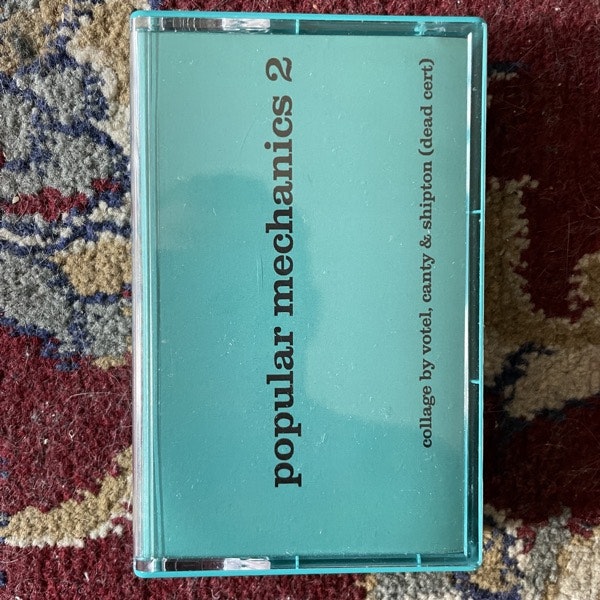 popular mechanics 2
collage by votel, canty & shipton (dead cert)